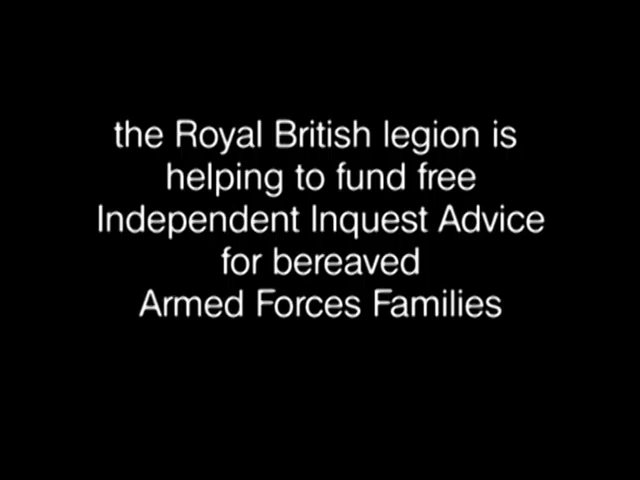 the Royal British legion is
helping to fund free
Independent Inquest Advice
for bereaved
Armed Forces Families